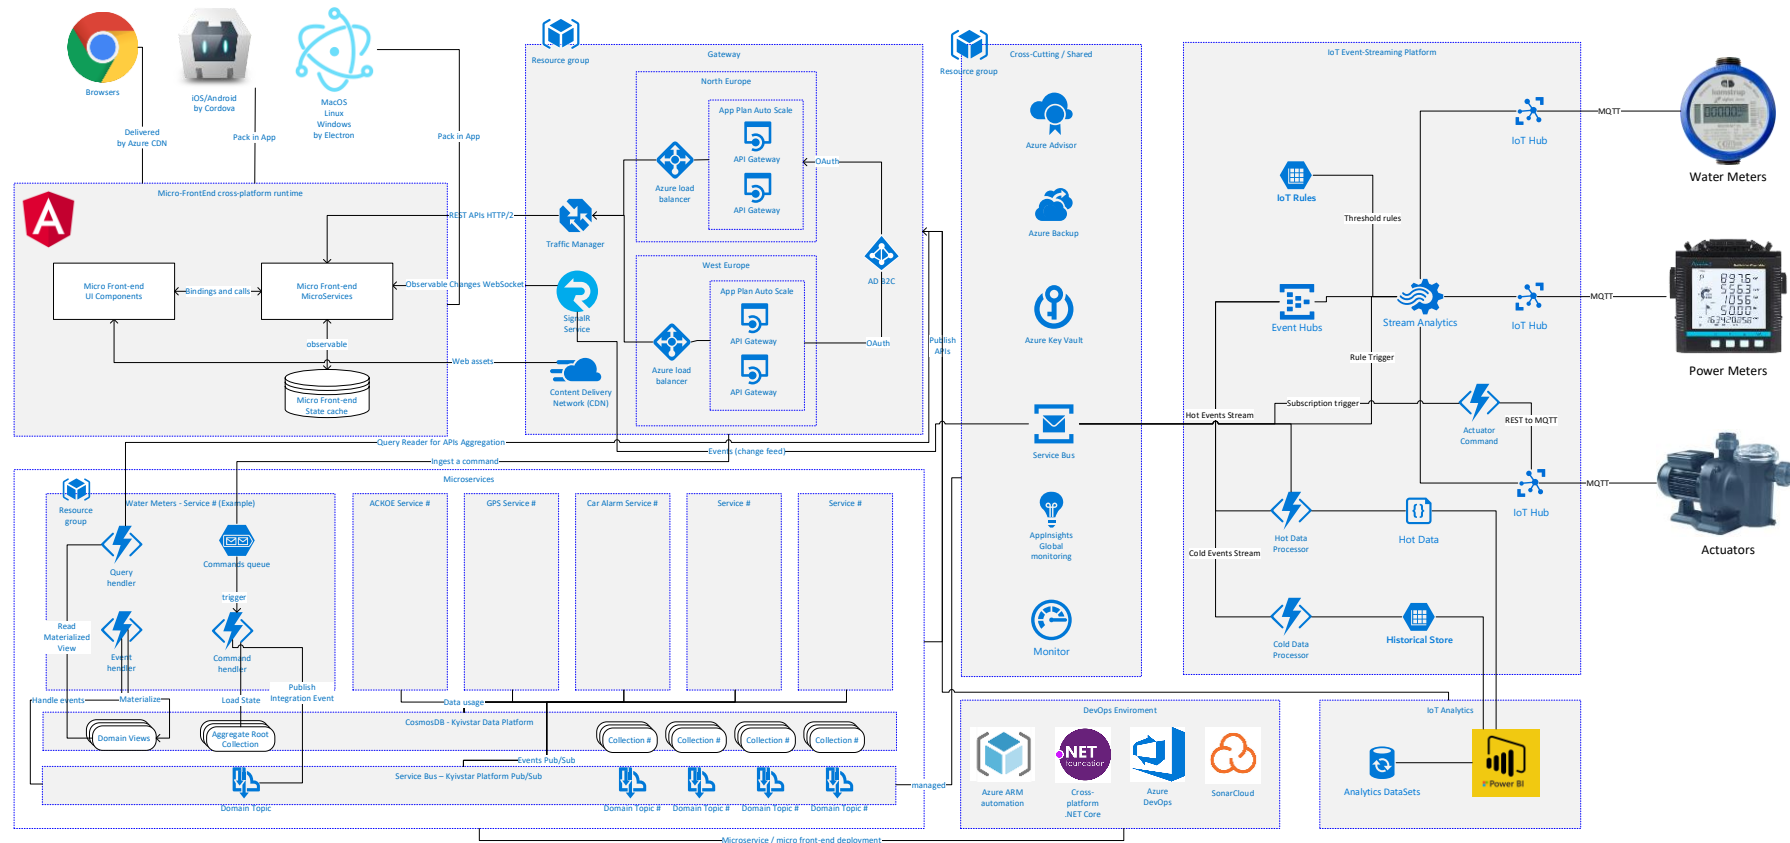 Browsers
iOS/Android
by Cordova
MacOS
Linux
Windows
by Electron
Delivered
by Azure CDN
Pack in App
Pack in App
Micro-FrontEnd cross-platform runtime
A
Micro Front-end
UI Components
Bindings and calls
Micro Front-end
MicroServices
observable
Micro Front-end
State cache
REST APIs HTTP/2
Observable Changes WebSocket
Web assets
Resource group
Gateway
North Europe
App Plan Auto Scale
API Gateway
API Gateway
Azure load
balancer
OAuth
Traffic Manager
SignalR
Service
Content Delivery
Network (CDN)
West Europe
App Plan Auto Scale
API Gateway
API Gateway
Azure load
balancer
AD B2C
OAuth
Publish
APIs
Query Reader for APIs Aggregation
Events (change feed)
Ingest a command
Resource group
Cross-Cutting / Shared
Azure Advisor
Azure Backup
Azure Key Vault
Service Bus
AppInsights
Global
monitoring
Monitor
IoT Event-Streaming Platform
IoT Hub
MQTT
Water Meters
IoT Rules
Threshold rules
Event Hubs
Stream Analytics
IoT Hub
MQTT
Power Meters
Rule Trigger
Hot Events Stream
Subscription trigger
Actuator
Command
REST to MQTT
IoT Hub
MQTT
Actuators
Hot Data
Processor
Hot Data
Cold Events Stream
Cold Data
Processor
Historical Store
Microservices
Resource
group
Water Meters - Service # (Example)
Query
hendler
Commands queue
trigger
Read
Materialized
View
Event
hendler
Command
hendler
Handle events
Materialize
Load State
Publish
Integration Event
ACKOE Service #
GPS Service #
Car Alarm Service #
Service #
Service #
Data usage
CosmosDB - Kyivstar Data Platform
Domain Views
Aggregate Root
Collection
Collection #
Collection #
Collection #
Collection #
Events Pub/Sub
Service Bus – Kyivstar Platform Pub/Sub
Domain Topic
Domain Topic #
Domain Topic #
Domain Topic #
Domain Topic #
managed
Microservice / micro front-end deployment
DevOps Enviroment
Azure ARM
automation
.NET
foundation
Cross-
platform
.NET Core
Azure
DevOps
SonarCloud
IoT Analytics
Analytics DataSets
Power BI